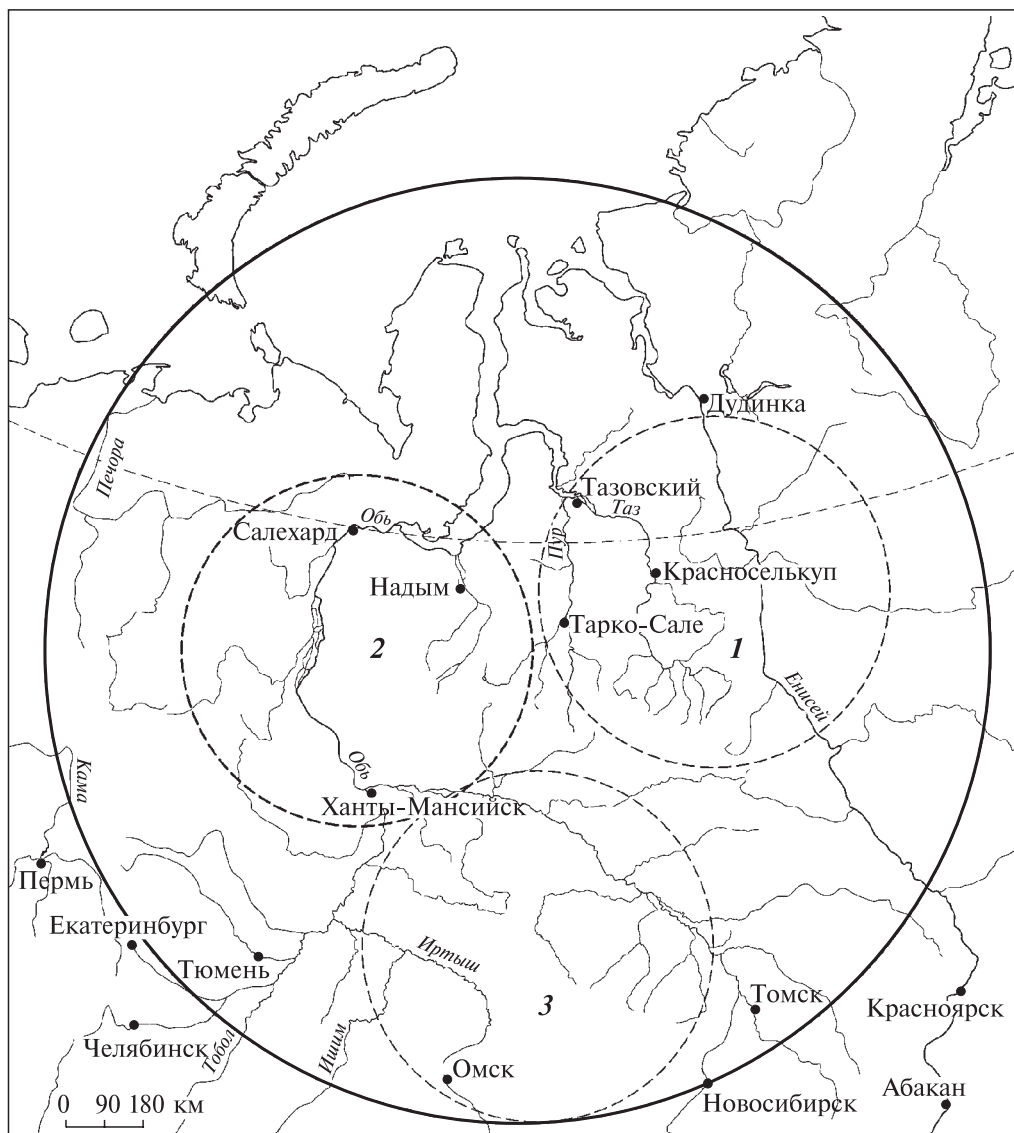 Дудинка
Печора
Тазовский
Таз
Обь
Салехард
Пур
Надым
Красноселькуп
Тарко-Сале
2
1
Енисей
Обь
Кама
Ханты-Мансийск
Пермь
Екатеринбург
Иртыш
Тюмень
3
Томск
Красноярск
Челябинск
Тобол
Ишим
Омск
Новосибирск
Абакан
0 90 180 км